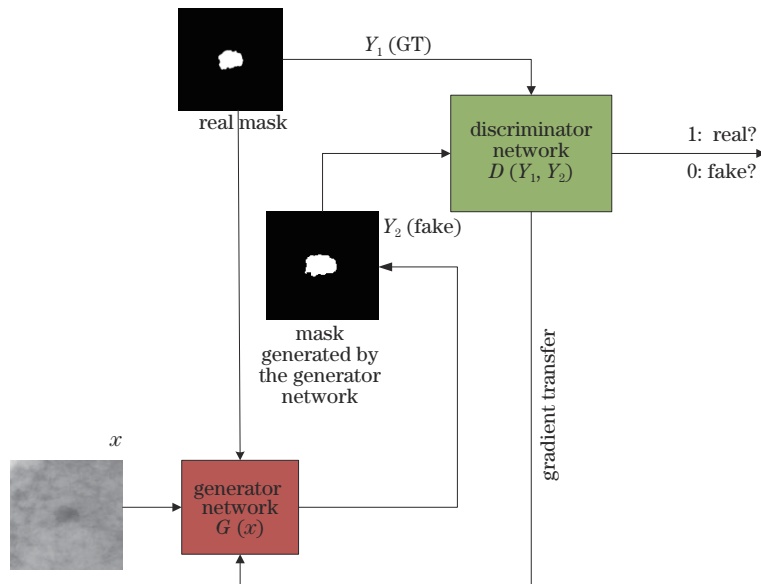 Y₁ (GT)
real mask
discriminator
network
D (Y₁, Y₂)
1: real?
0: fake?
Y₂ (fake)
mask
generated by
the generator
network
gradient transfer
x
generator
network
G (x)